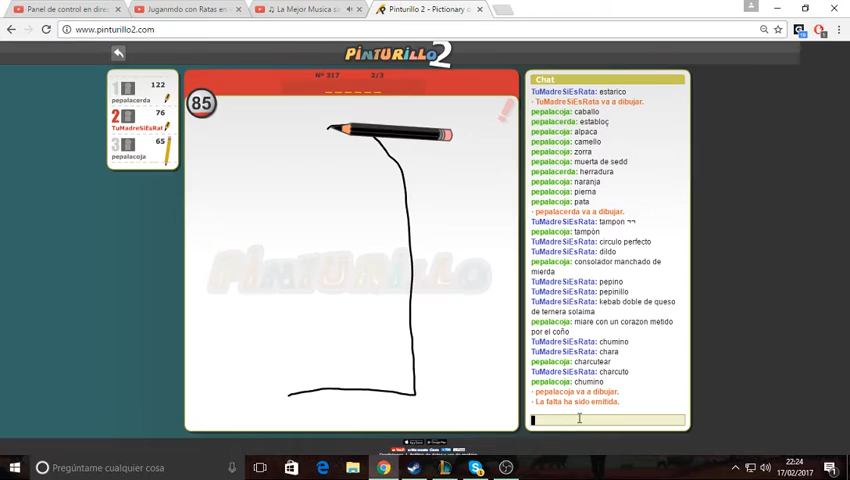 Panel de control en direc
Juganmdo con Ratas en v
La Mejor Musica si
Pinturillo 2 - Pictionary o
www.pinturillo2.com
PINTURILLO 2
1 122
pepalacerda
2 76
TuMadreSiEsRat
3 65
pepalacoja
Nº 317 2/3
85
PINTURILLO
Chat
TuMadreSiEsRata: estarico
· TuMadreSiEsRata va a dibujar.
pepalacoja: caballo
pepalacerda: establoç
pepalacoja: alpaca
pepalacoja: camello
pepalacoja: zorra
pepalacoja: muerta de sedd
pepalacerda: herradura
pepalacoja: naranja
pepalacoja: pierna
pepalacoja: pata
· pepalacerda va a dibujar.
TuMadreSiEsRata: tampon ¬¬
pepalacoja: tampón
TuMadreSiEsRata: circulo perfecto
TuMadreSiEsRata: dildo
pepalacoja: consolador manchado de
mierda
TuMadreSiEsRata: pepino
TuMadreSiEsRata: pepinillo
TuMadreSiEsRata: kebab doble de queso
de ternera solaima
pepalacoja: miare con un corazon metido
por el coño
TuMadreSiEsRata: chumino
TuMadreSiEsRata: chara
pepalacoja: charcutear
TuMadreSiEsRata: charcuto
pepalacoja: chumino
· pepalacoja va a dibujar.
· La falta ha sido emitida.
Pregúntame cualquier cosa
22:24
17/02/2017